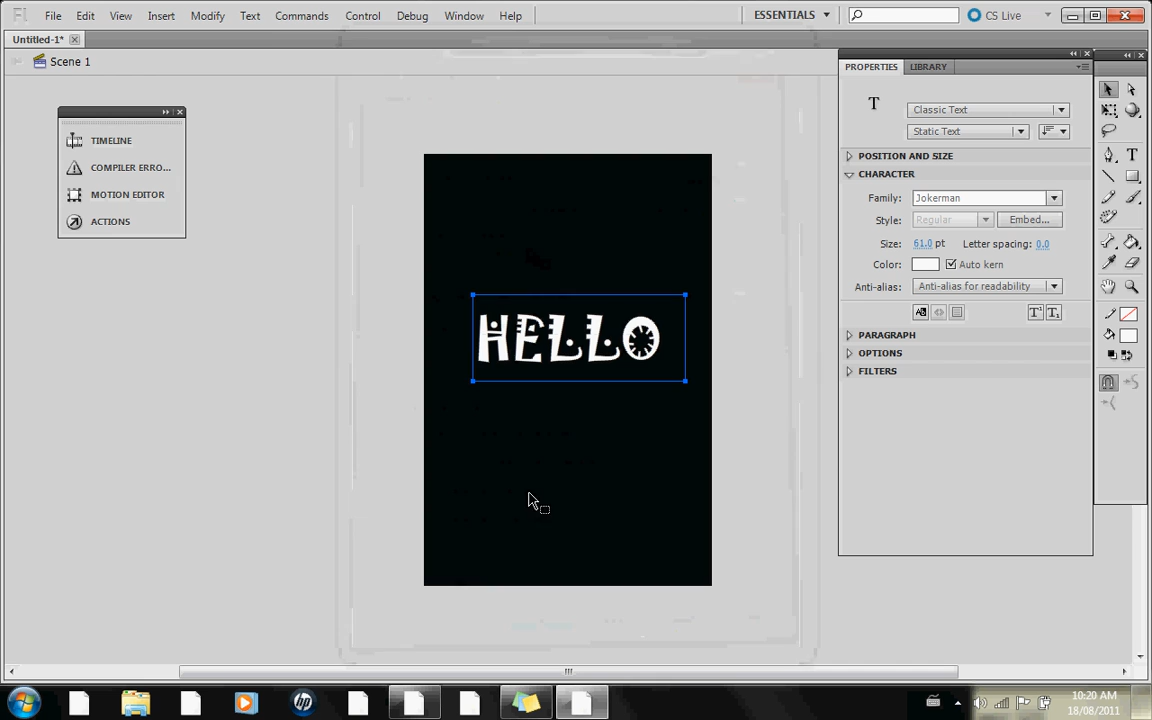 Fl File Edit View Insert Modify Text Commands Control Debug Window Help ESSENTIALS CS Live
Untitled-1*
Scene 1
TIMELINE
COMPILER ERRO...
MOTION EDITOR
ACTIONS
HELLO
PROPERTIES LIBRARY
T
Classic Text
Static Text
POSITION AND SIZE
CHARACTER
Family: Jokerman
Style: Regular Embed...
Size: 61.0 pt Letter spacing: 0.0
Color: Auto kern
Anti-alias: Anti-alias for readability
PARAGRAPH
OPTIONS
FILTERS
10:20 AM
18/08/2011